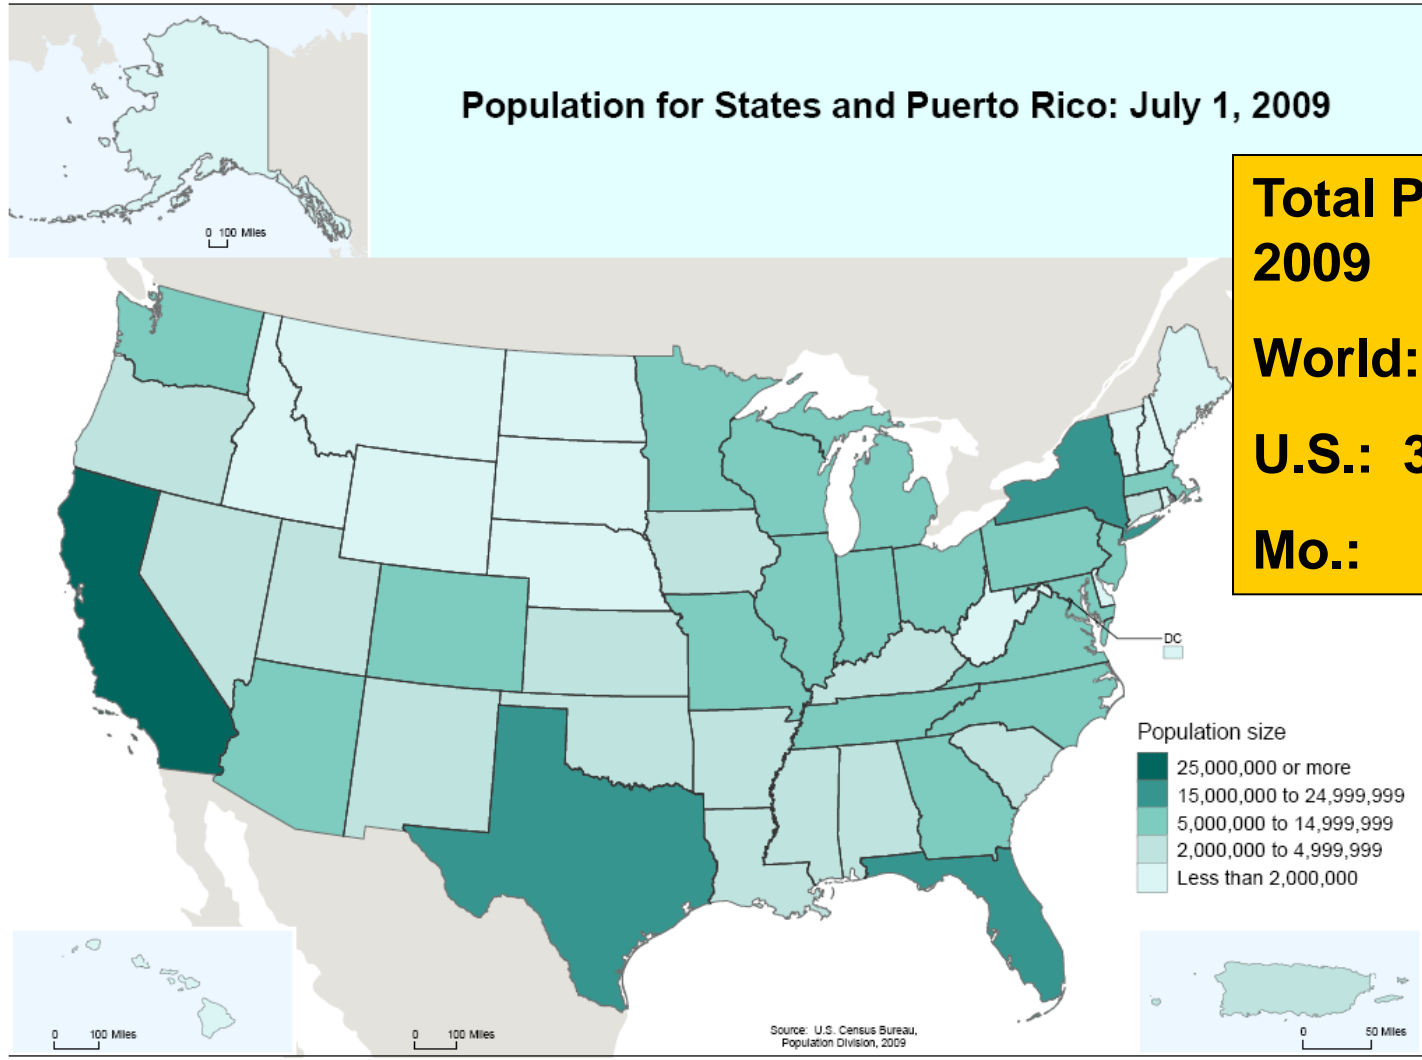 Population for States and Puerto Rico: July 1, 2009
0 100 Miles
Total P
2009
World:
U.S.: 3
Mo.:
DC
Population size
25,000,000 or more
15,000,000 to 24,999,999
5,000,000 to 14,999,999
2,000,000 to 4,999,999
Less than 2,000,000
0 100 Miles
0 100 Miles
Source: U.S. Census Bureau,
Population Division, 2009
0 50 Miles